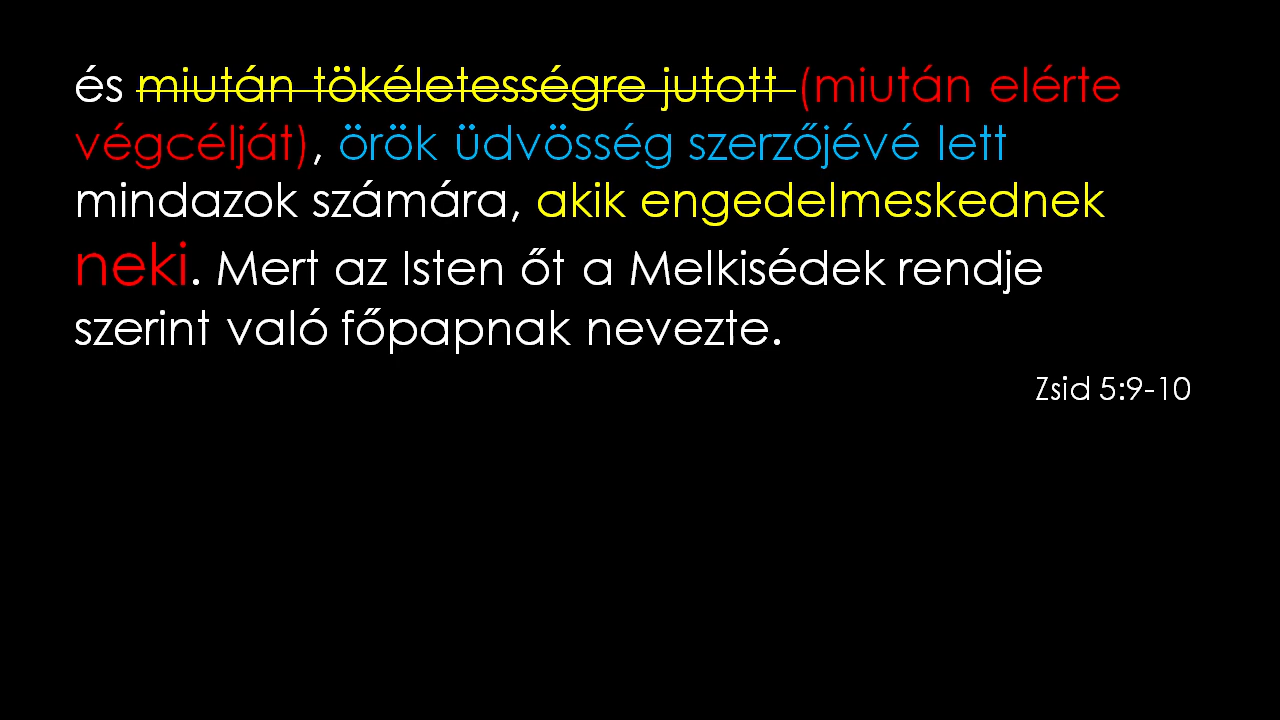 és miután tökéletességre jutott (miután elérte
végcélját), örök üdvösség szerzőjévé lett
mindazok számára, akik engedelmeskednek
neki. Mert az Isten őt a Melkisédek rendje
szerint való főpapnak nevezte.
Zsid 5:9-10